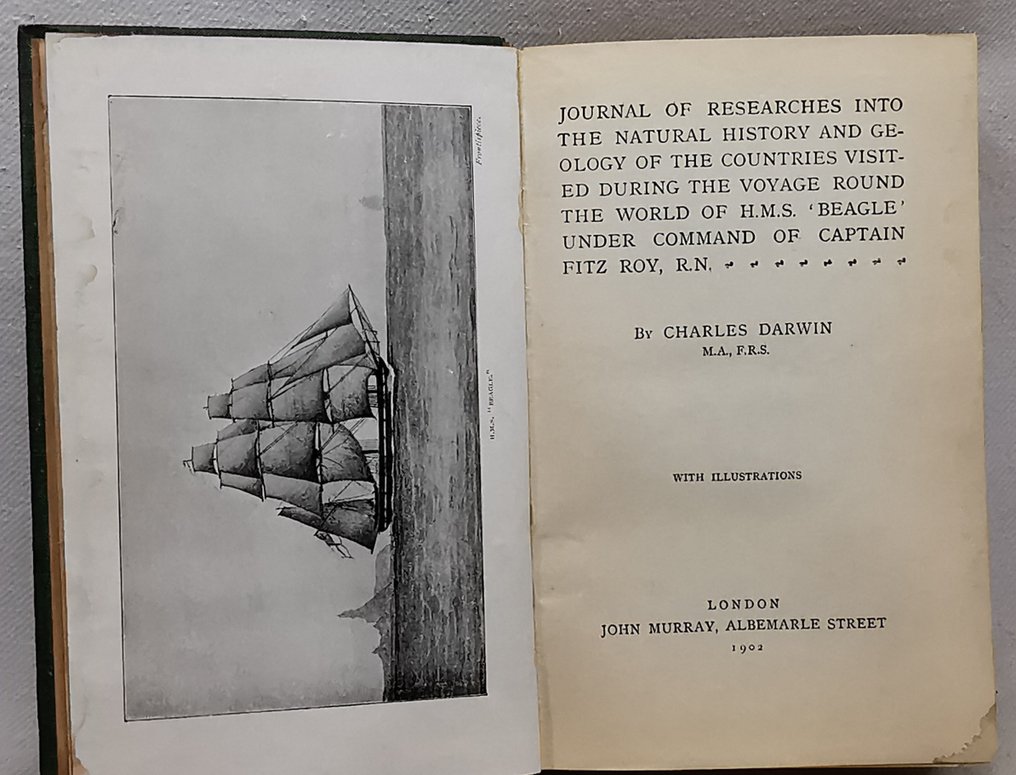 Frontispiece.
H.M.S. "BEAGLE."
JOURNAL OF RESEARCHES INTO
THE NATURAL HISTORY AND GE-
OLOGY OF THE COUNTRIES VISIT-
ED DURING THE VOYAGE ROUND
THE WORLD OF H.M.S. ‘BEAGLE’
UNDER COMMAND OF CAPTAIN
FITZ ROY, R.N.
By CHARLES DARWIN
M.A., F.R.S.
WITH ILLUSTRATIONS
LONDON
JOHN MURRAY, ALBEMARLE STREET
1902